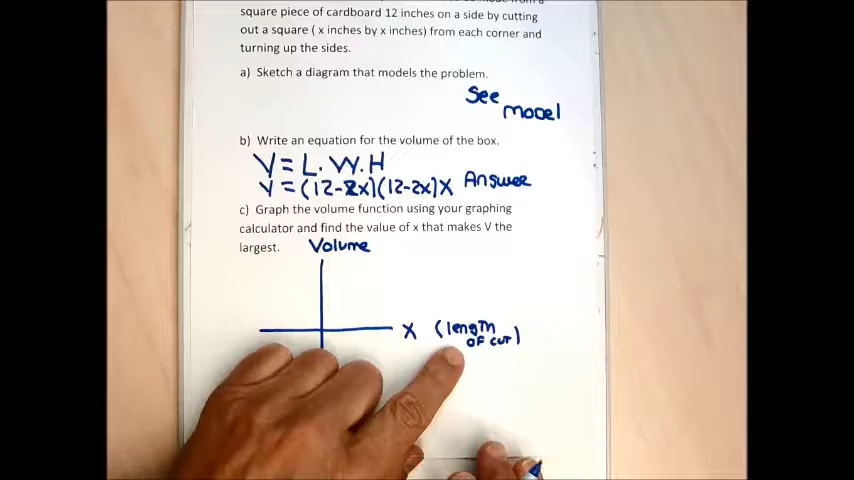 square piece of cardboard 12 inches on a side by cutting
out a square ( x inches by x inches) from each corner and
turning up the sides.
a) Sketch a diagram that models the problem.
See
model
b) Write an equation for the volume of the box.
V = L. W. H
V = (12-2x)(12-2x)X Answer
c) Graph the volume function using your graphing
calculator and find the value of x that makes V the
largest. Volume
X (length
OF CUT)